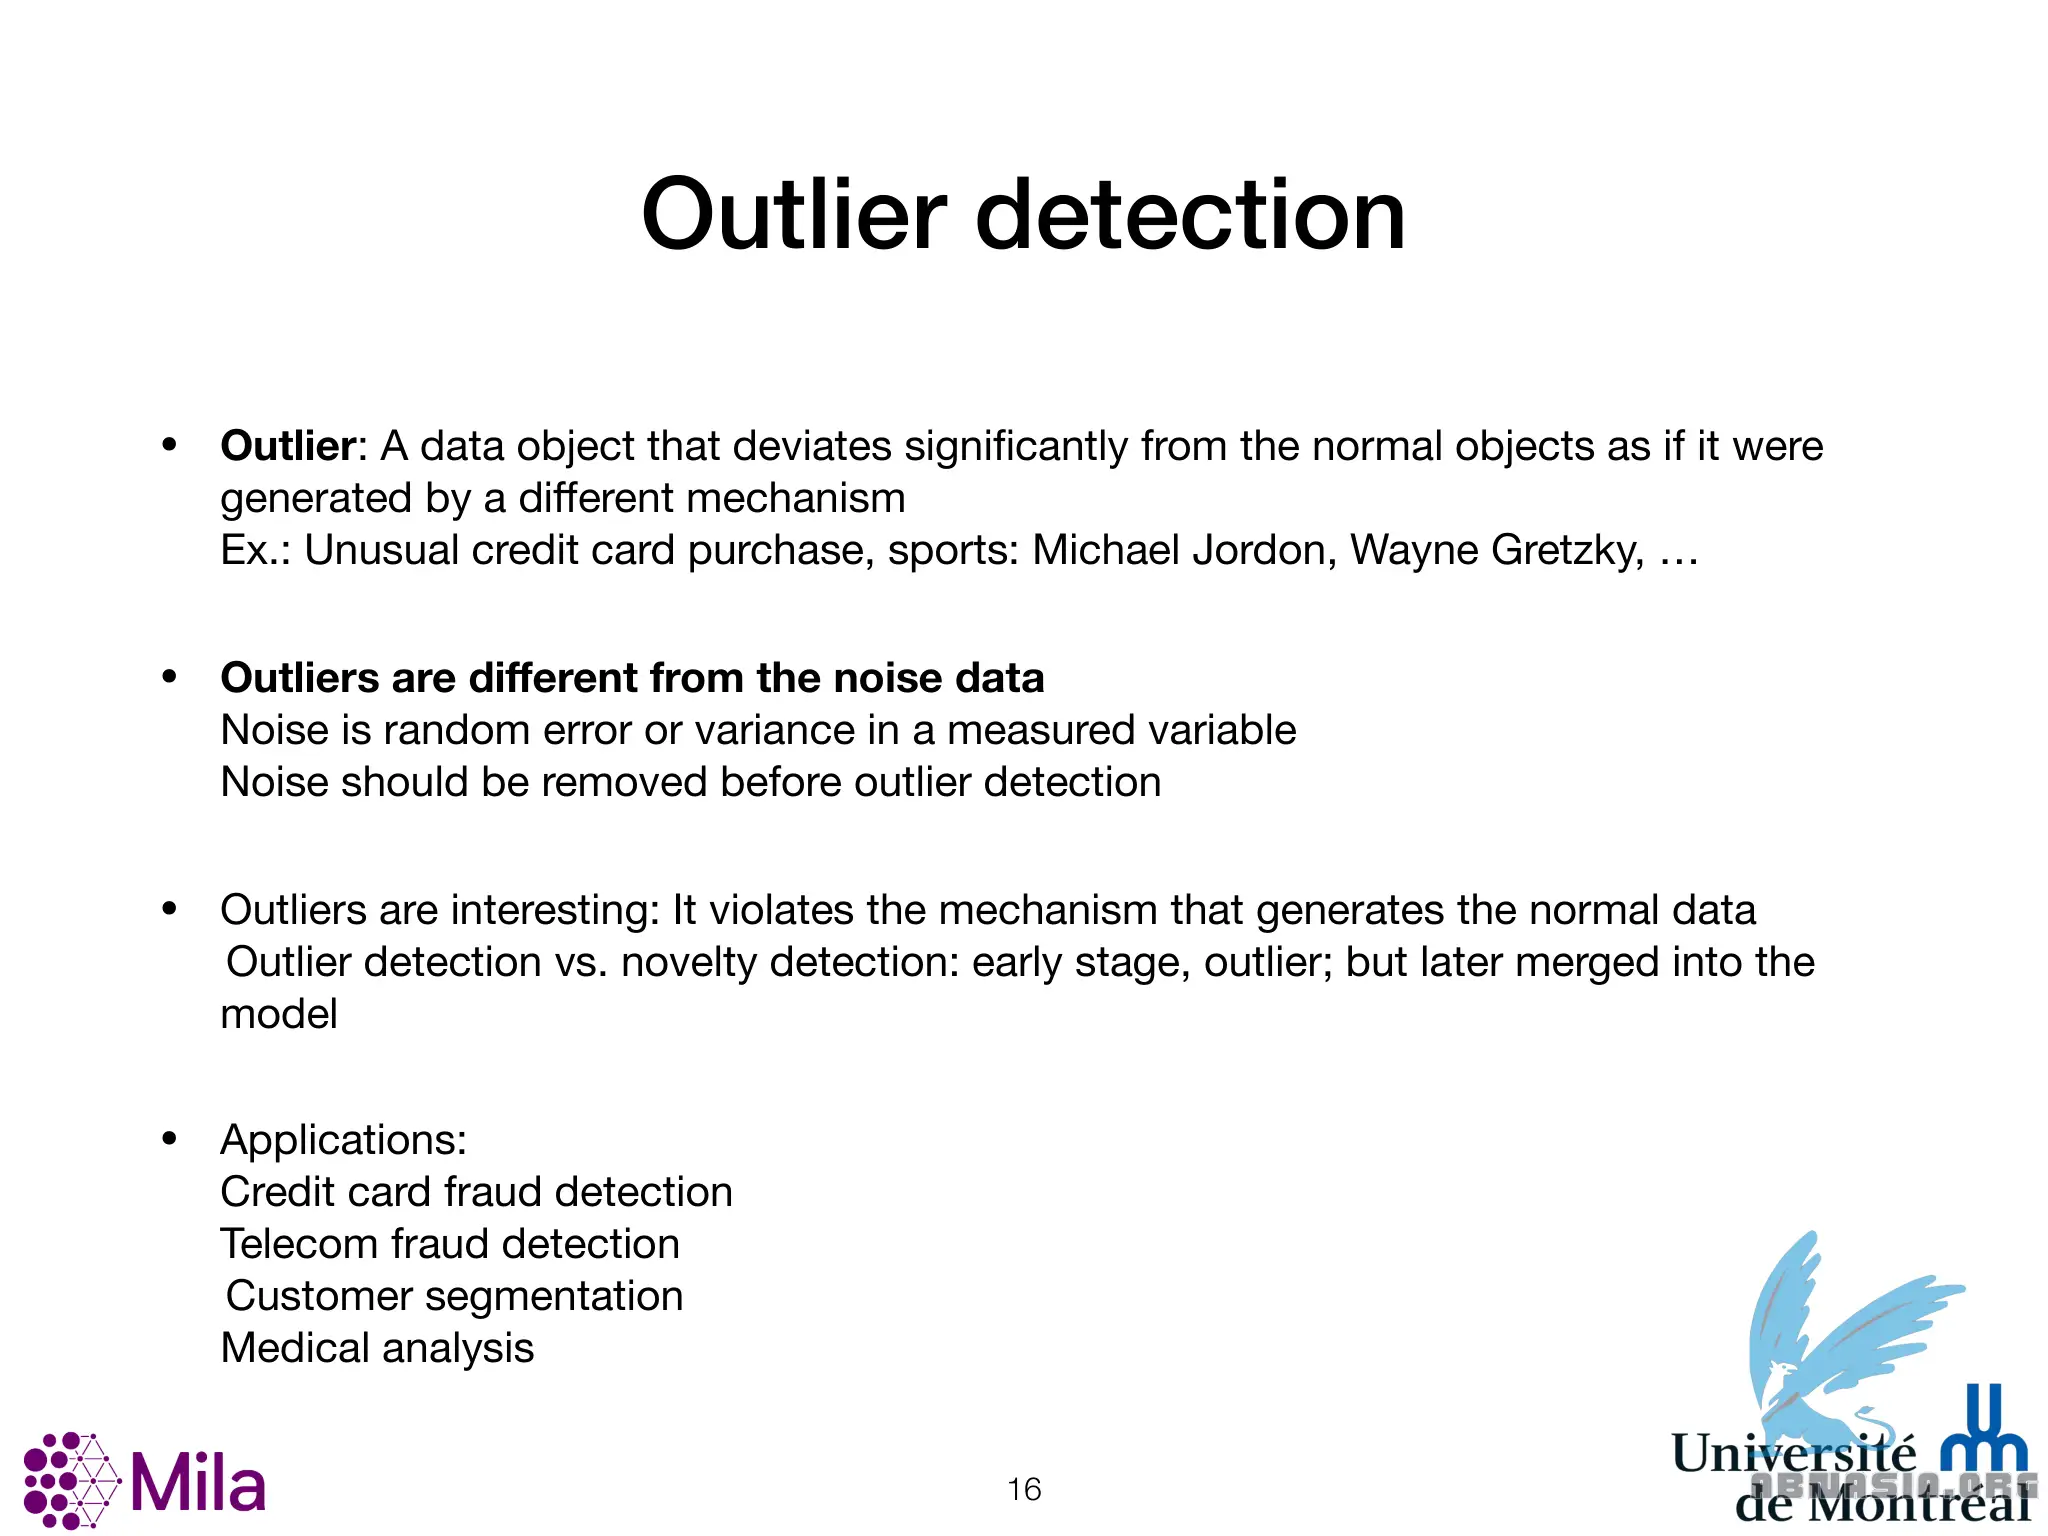 Outlier detection
• Outlier: A data object that deviates significantly from the normal objects as if it were
generated by a different mechanism
Ex.: Unusual credit card purchase, sports: Michael Jordon, Wayne Gretzky, …
• Outliers are different from the noise data
Noise is random error or variance in a measured variable
Noise should be removed before outlier detection
• Outliers are interesting: It violates the mechanism that generates the normal data
Outlier detection vs. novelty detection: early stage, outlier; but later merged into the
model
• Applications:
Credit card fraud detection
Telecom fraud detection
Customer segmentation
Medical analysis
Mila
16
Université
ABNASIA.ORG
de Montréal